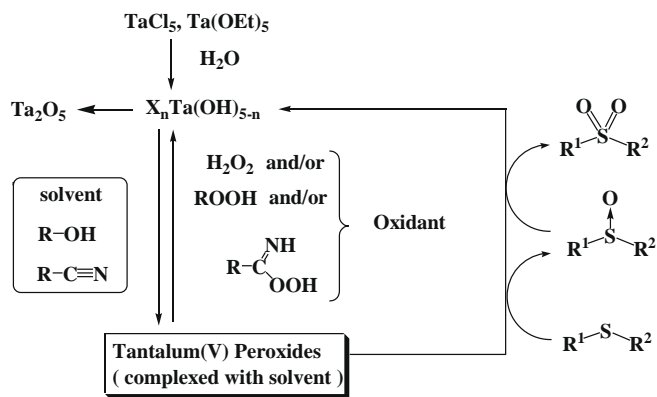 TaCl5, Ta(OEt)5
H2O
Ta2O5
XnTa(OH)5-n
solvent
R-OH
R-C≡N
H2O2 and/or
ROOH and/or
NH
R-C
OOH
Oxidant
Tantalum(V) Peroxides
( complexed with solvent )
O O
S
R1 R2
O
S
R1 R2
S
R1 R2